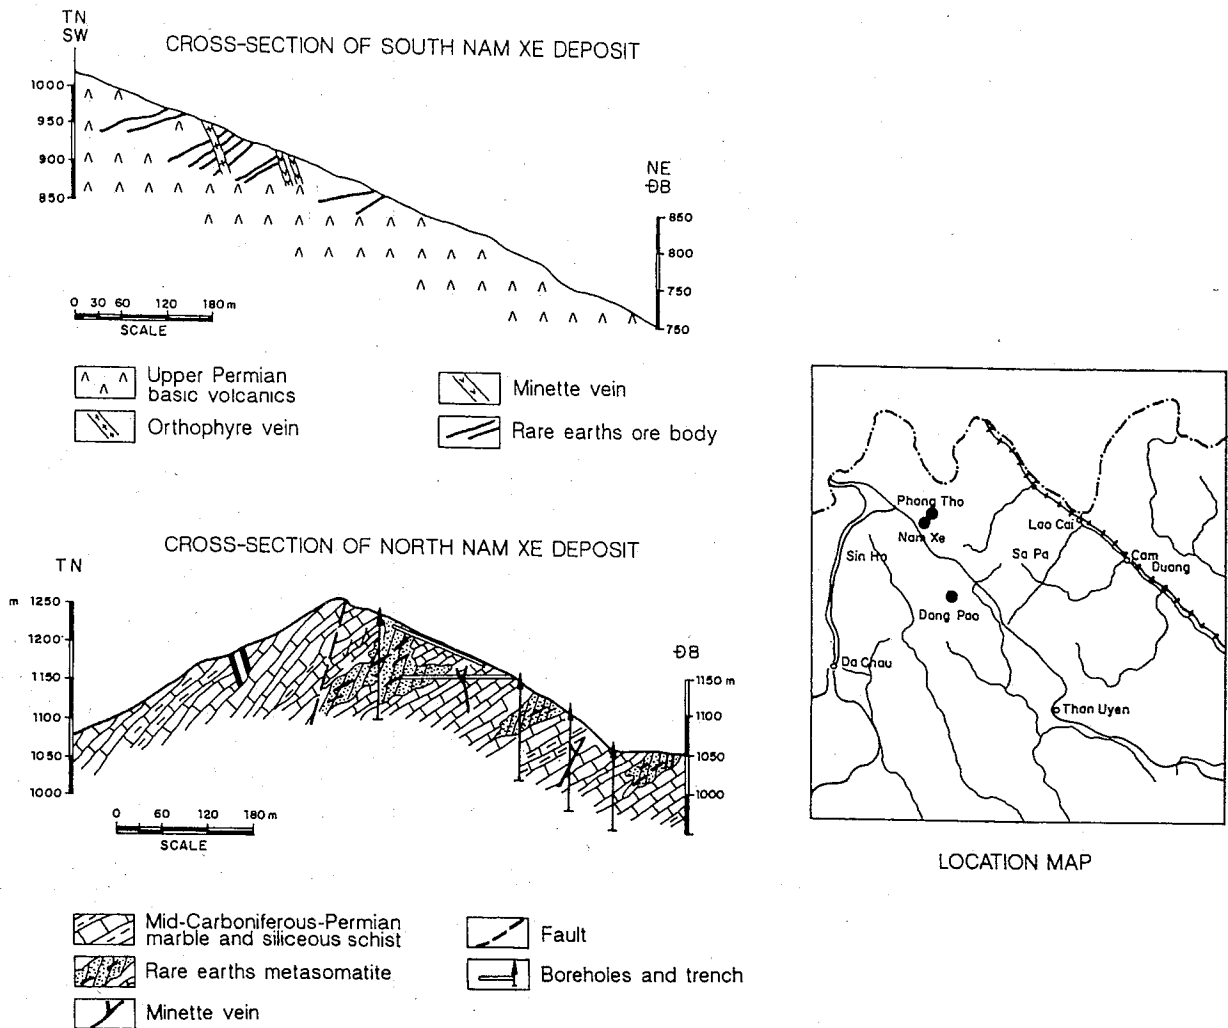 TN
SW
CROSS-SECTION OF SOUTH NAM XE DEPOSIT
1000
950
900
850
NE
ĐB
850
800
750
750
0 30 60 120 180 m
SCALE
Upper Permian
basic volcanics
Orthophyre vein
Minette vein
Rare earths ore body
CROSS-SECTION OF NORTH NAM XE DEPOSIT
TN
m 1250
1200
1150
1100
1050
1000
ĐB
1150 m
1100
1050
1000
0 60 120 180 m
SCALE
Mid-Carboniferous-Permian
marble and siliceous schist
Rare earths metasomatite
Minette vein
Fault
Boreholes and trench
Phong Tho
Nam Xe
Lao Cai
Sin Ho
Sa Pa
Cam
Duang
Dong Pao
Da Chau
Than Uyen
LOCATION MAP